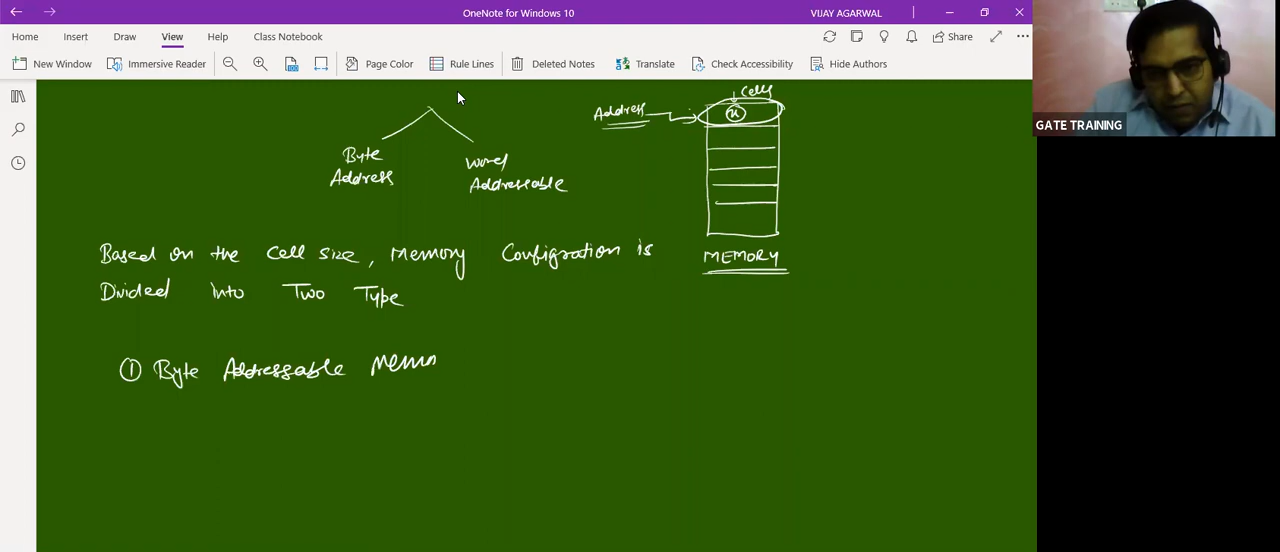 OneNote for Windows 10
VIJAY AGARWAL
Home
Insert
Draw
View
Help
Class Notebook
Share
New Window
Immersive Reader
Page Color
Rule Lines
Deleted Notes
Translate
Check Accessibility
Hide Authors
GATE TRAINING
Cells
Address
Byte
Address
Word
Addressable
MEMORY
Based on the Cell size, Memory Configration is
Divided into Two Type
① Byte Addressable Memo